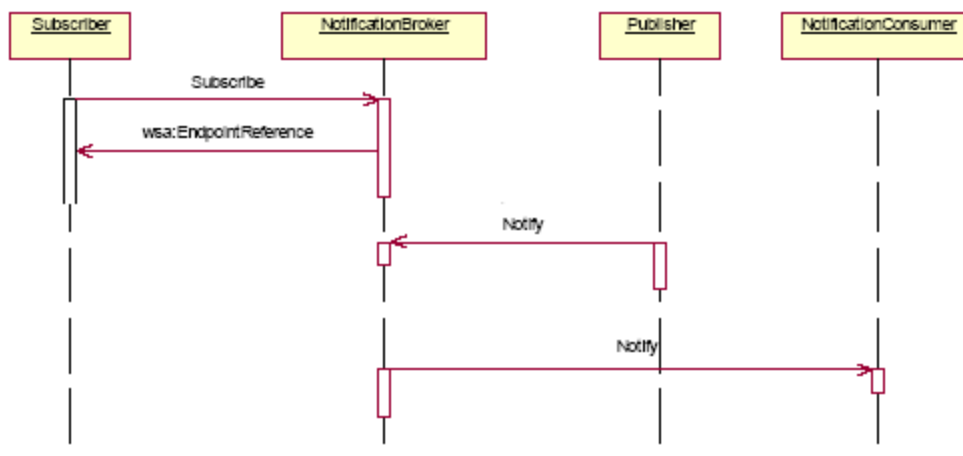 Subscriber
NotificationBroker
Publisher
NotificationConsumer
Subscribe
wsa:EndpointReference
Notify
Notify